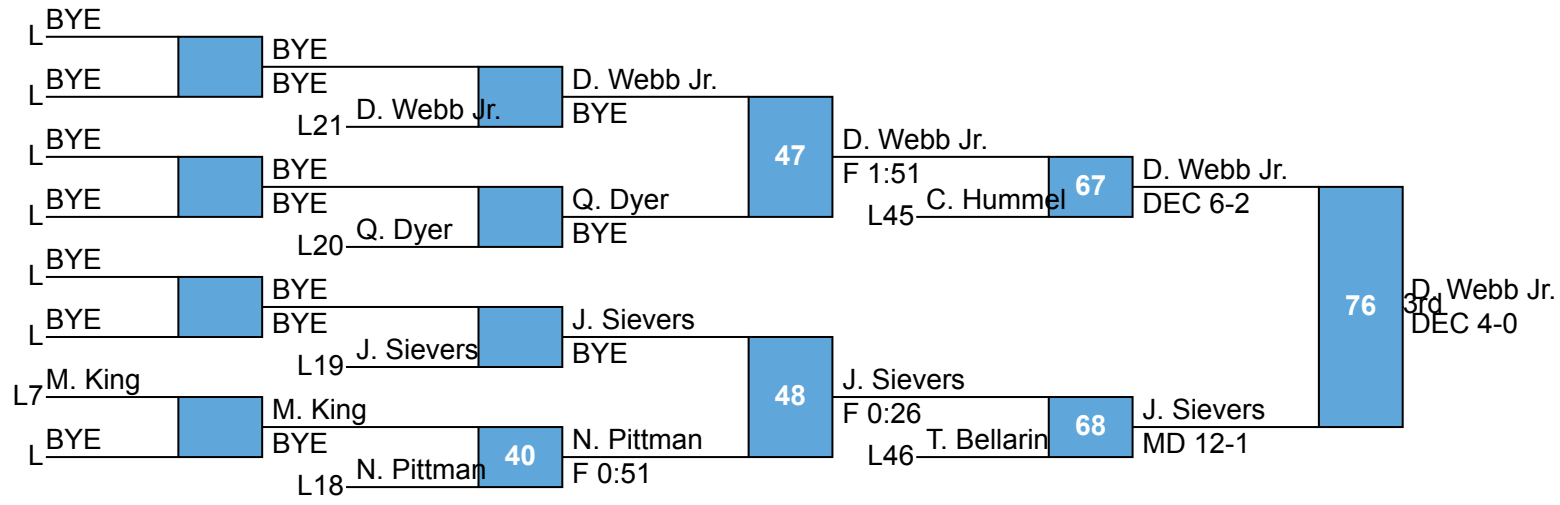 BYE
L
BYE
L
BYE
BYE
D. Webb Jr.
L21
D. Webb Jr.
BYE
BYE
L
BYE
L
BYE
BYE
Q. Dyer
L20
Q. Dyer
BYE
47
D. Webb Jr.
F 1:51
C. Hummel
L45
67
D. Webb Jr.
DEC 6-2
BYE
L
BYE
L
BYE
BYE
J. Sievers
L19
J. Sievers
BYE
M. King
L7
BYE
L
M. King
BYE
N. Pittman
L18
40
N. Pittman
F 0:51
48
J. Sievers
F 0:26
T. Bellarin
L46
68
J. Sievers
MD 12-1
76
3rd
D. Webb Jr.
DEC 4-0